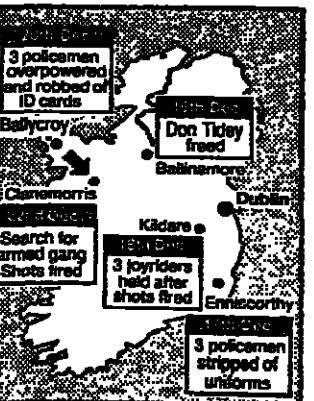 3 policemen
overpowered
and robbed of
ID cards
Ballycroy
Don Tidey
freed
Ballinamore
Claremorris
Dublin
Search for
armed gang
Shots fired
Kildare
3 joyriders
held after
shots fired
Enniscorthy
3 policemen
stripped of
uniforms